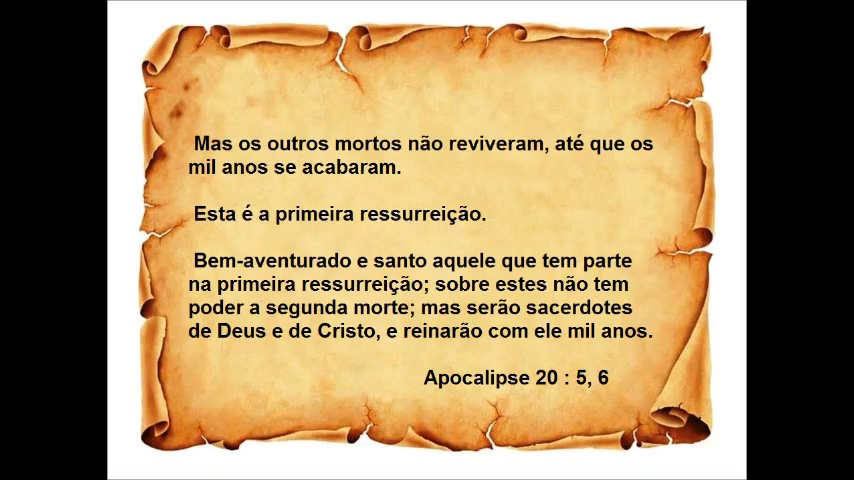 Mas os outros mortos não reviveram, até que os
mil anos se acabaram.
Esta é a primeira ressurreição.
Bem-aventurado e santo aquele que tem parte
na primeira ressurreição; sobre estes não tem
poder a segunda morte; mas serão sacerdotes
de Deus e de Cristo, e reinarão com ele mil anos.
Apocalipse 20 : 5, 6